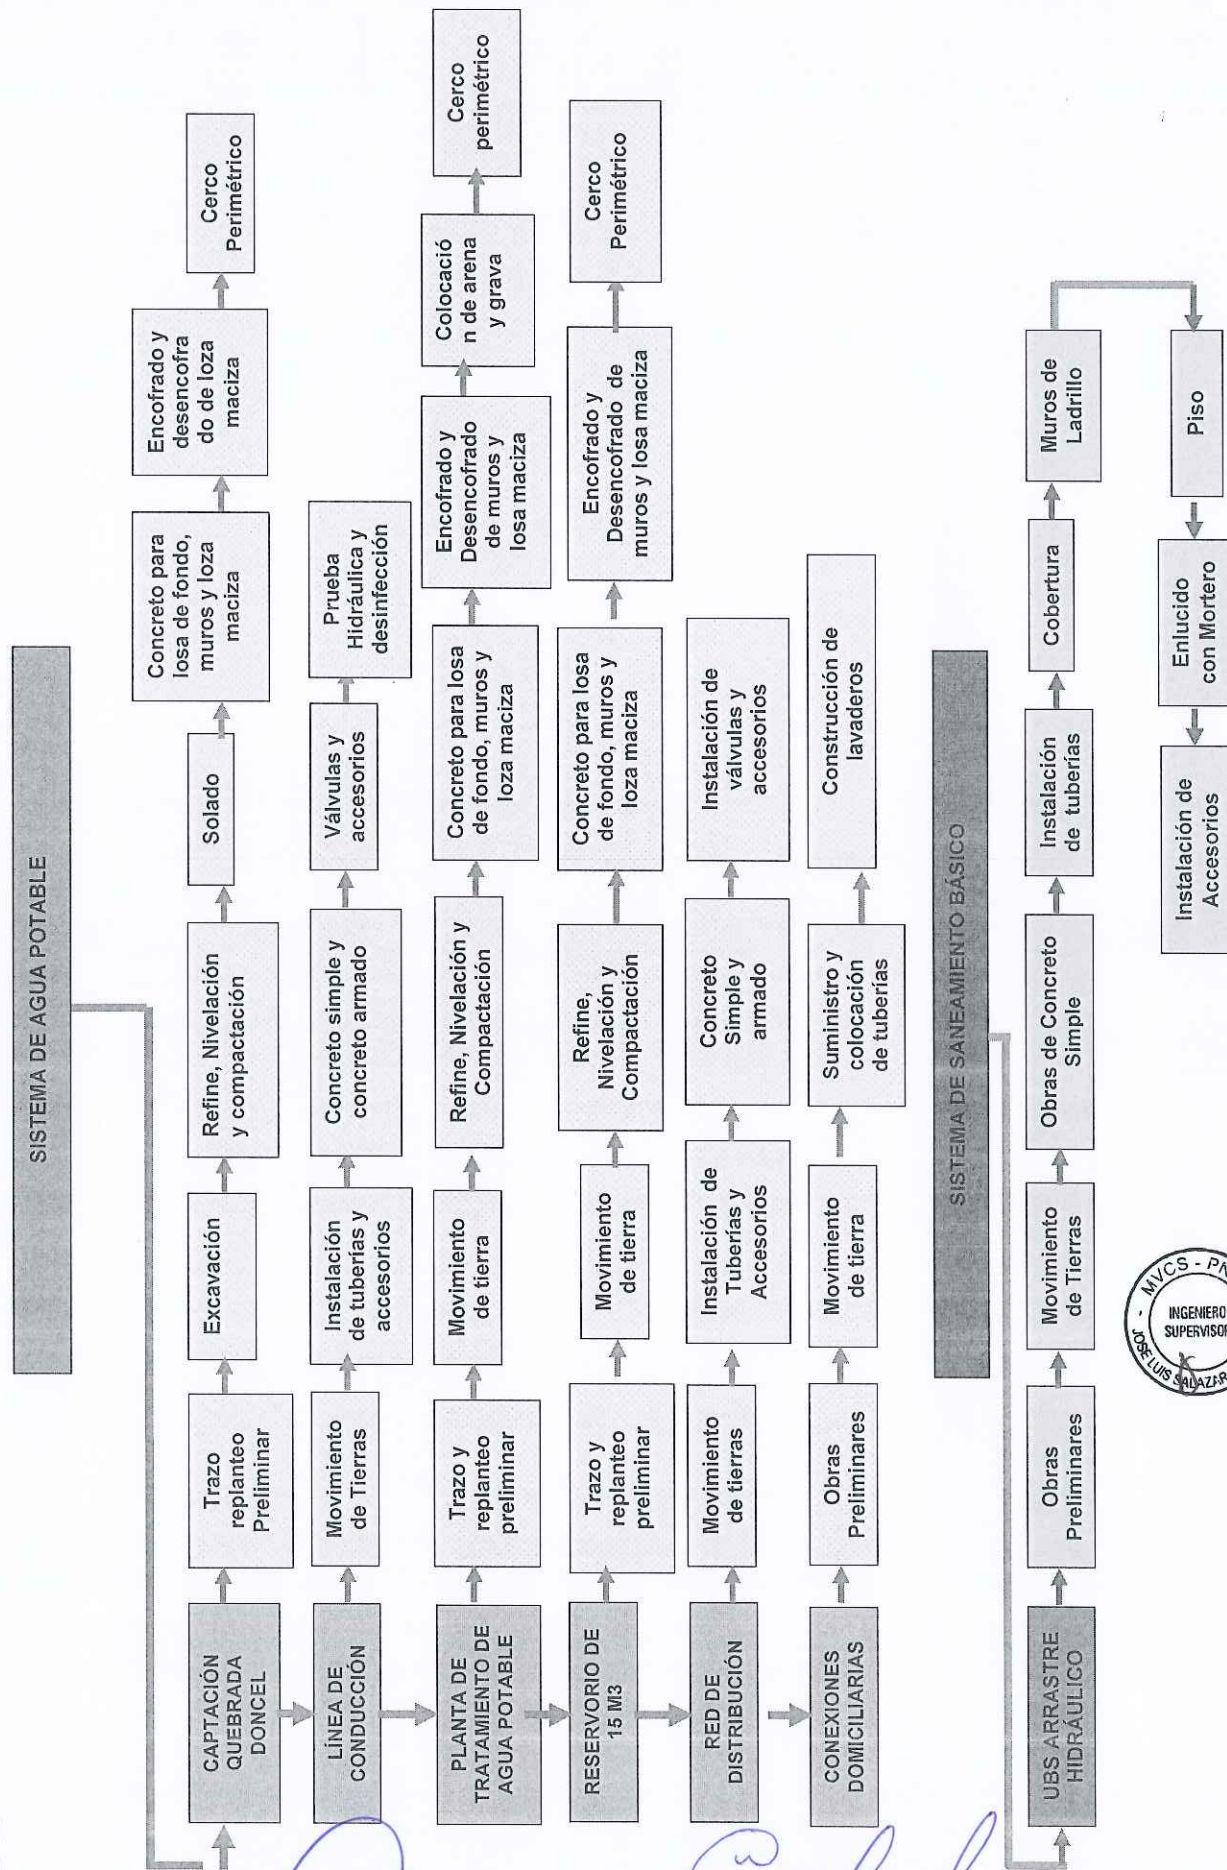 SISTEMA DE AGUA POTABLE
CAPTACIÓN
QUEBRADA
DONCEL
Trazo
replanteo
Preliminar
Excavación
Refine, Nivelación
y compactación
Solado
Concreto para
losa de fondo,
muros y loza
maciza
Encofrado y
desencofra
do de loza
maciza
Cerco
Perimétrico
LÍNEA DE
CONDUCCIÓN
Movimiento
de Tierras
Instalación
de tuberías y
accesorios
Concreto simple y
concreto armado
Válvulas y
accesorios
Prueba
Hidráulica y
desinfección
PLANTA DE
TRATAMIENTO DE
AGUA POTABLE
Trazo y
replanteo
preliminar
Movimiento
de tierra
Refine, Nivelación y
Compactación
Concreto para losa
de fondo, muros y
loza maciza
Encofrado y
Desencofrado
de muros y
losa maciza
Colocació
n de arena
y grava
Cerco
perimétrico
RESERVORIO DE
15 M3
Trazo y
replanteo
preliminar
Movimiento
de tierra
Refine,
Nivelación y
Compactación
Concreto para losa
de fondo, muros y
loza maciza
Encofrado y
Desencofrado de
muros y losa maciza
Cerco
Perimétrico
RED DE
DISTRIBUCIÓN
Movimiento
de tierras
Instalación de
Tuberías y
Accesorios
Concreto
Simple y
armado
Instalación de
válvulas y
accesorios
CONEXIONES
DOMICILIARIAS
Obras
Preliminares
Movimiento
de tierra
Suministro y
colocación
de tuberías
Construcción de
lavaderos
SISTEMA DE SANEAMIENTO BÁSICO
UBS ARRASTRE
HIDRÁULICO
Obras
Preliminares
Movimiento
de Tierras
Obras de Concreto
Simple
Instalación
de tuberías
Cobertura
Muros de
Ladrillo
Piso
Enlucido
con Mortero
Instalación de
Accesorios
MVCS - PN
INGENIERO
SUPERVISOR
JOSE LUIS SALAZAR